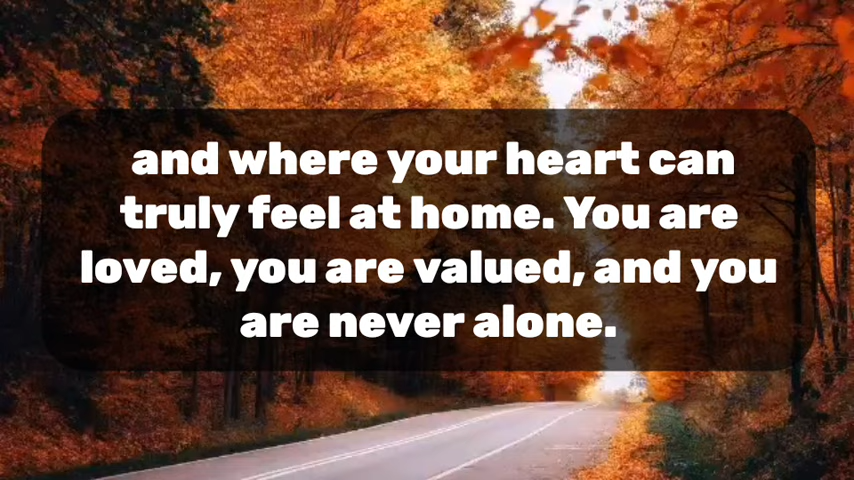 and where your heart can
truly feel at home. You are
loved, you are valued, and you
are never alone.